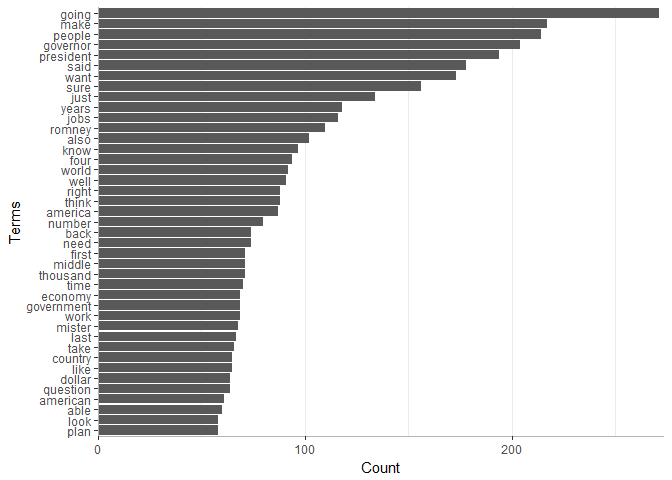 going
make
people
governor
president
said
want
sure
just
years
jobs
romney
also
know
four
world
well
right
think
america
number
back
need
first
middle
thousand
time
economy
government
work
mister
last
take
country
like
dollar
question
american
able
look
plan
Terms
0 100 200
Count